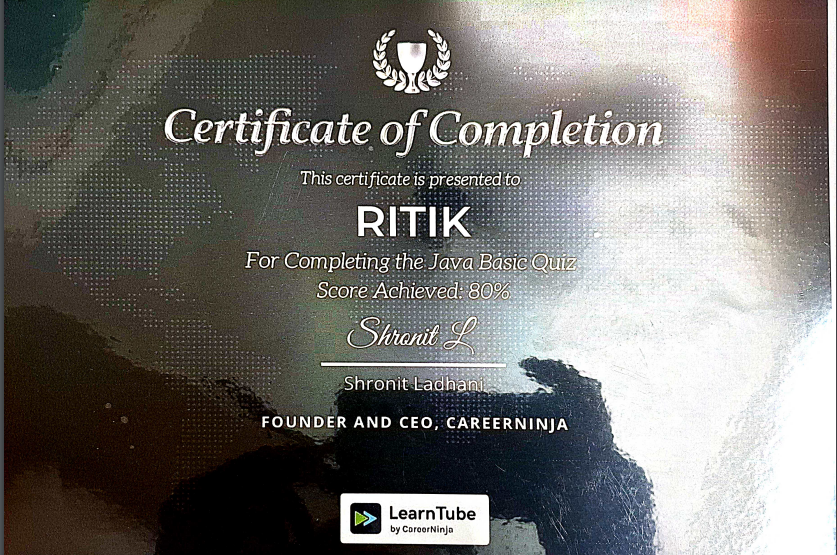 Certificate of Completion
This certificate is presented to
RITIK
For Completing the Java Basic Quiz
Score Achieved: 80%
Shronit L
Shronit Ladhani
FOUNDER AND CEO, CAREERNINJA
LearnTube
by CareerNinja